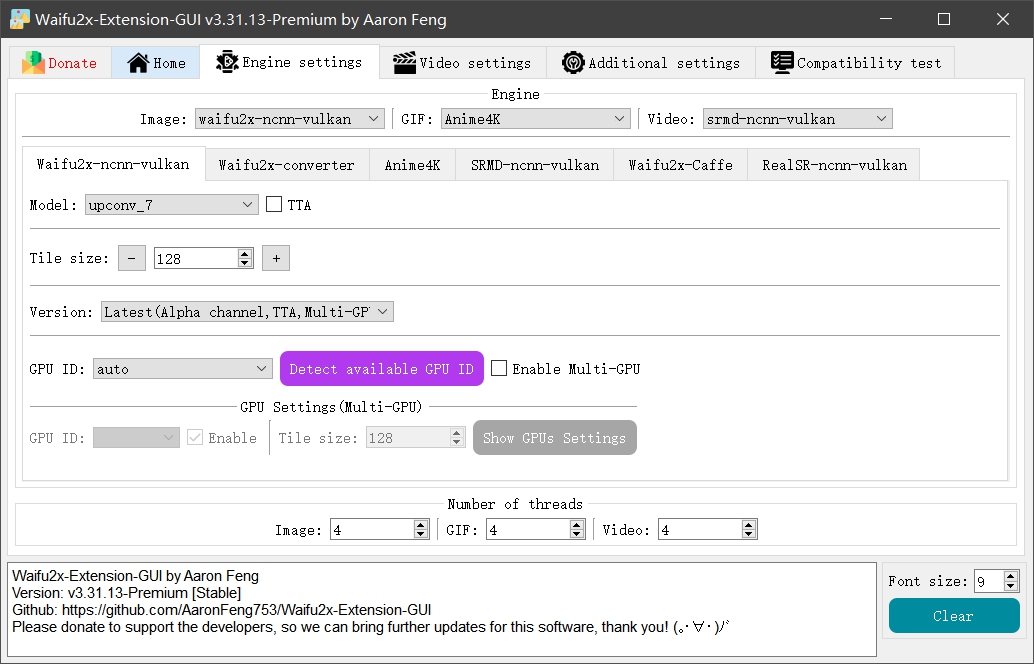 Waifu2x-Extension-GUI v3.31.13-Premium by Aaron Feng
Donate Home Engine settings Video settings Additional settings Compatibility test
Engine
Image: waifu2x-ncnn-vulkan GIF: Anime4K Video: srmd-ncnn-vulkan
Waifu2x-ncnn-vulkan Waifu2x-converter Anime4K SRMD-ncnn-vulkan Waifu2x-Caffe RealSR-ncnn-vulkan
Model: upconv_7 TTA
Tile size: - 128 +
Version: Latest(Alpha channel,TTA,Multi-GP
GPU ID: auto Detect available GPU ID Enable Multi-GPU
GPU Settings(Multi-GPU)
GPU ID: Enable Tile size: 128 Show GPUs Settings
Number of threads
Image: 4 GIF: 4 Video: 4
Waifu2x-Extension-GUI by Aaron Feng
Version: v3.31.13-Premium [Stable]
Github: https://github.com/AaronFeng753/Waifu2x-Extension-GUI
Please donate to support the developers, so we can bring further updates for this software, thank you! (｡･∀･)ﾉﾞ
Font size: 9
Clear